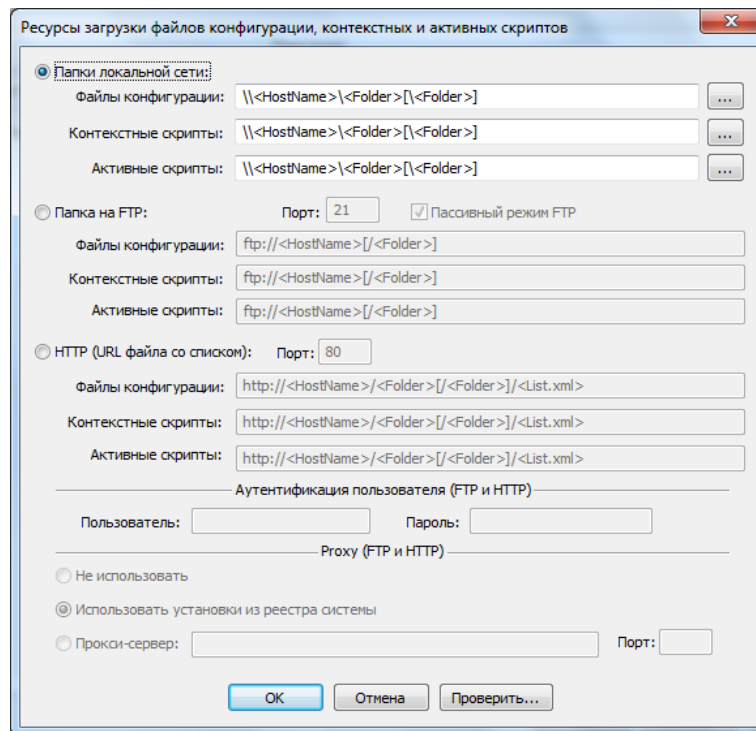 Ресурсы загрузки файлов конфигурации, контекстных и активных скриптов
Папки локальной сети:
Файлы конфигурации: \\<HostName>\<Folder>[\<Folder>] ...
Контекстные скрипты: \\<HostName>\<Folder>[\<Folder>] ...
Активные скрипты: \\<HostName>\<Folder>[\<Folder>] ...
Папка на FTP: Порт: 21 Пассивный режим FTP
Файлы конфигурации: ftp://<HostName>[/<Folder>]
Контекстные скрипты: ftp://<HostName>[/<Folder>]
Активные скрипты: ftp://<HostName>[/<Folder>]
HTTP (URL файла со списком): Порт: 80
Файлы конфигурации: http://<HostName>/<Folder>[/<Folder>]/<List.xml>
Контекстные скрипты: http://<HostName>/<Folder>[/<Folder>]/<List.xml>
Активные скрипты: http://<HostName>/<Folder>[/<Folder>]/<List.xml>
Аутентификация пользователя (FTP и HTTP)
Пользователь: Пароль:
Proxy (FTP и HTTP)
Не использовать
Использовать установки из реестра системы
Прокси-сервер: Порт:
OK Отмена Проверить...